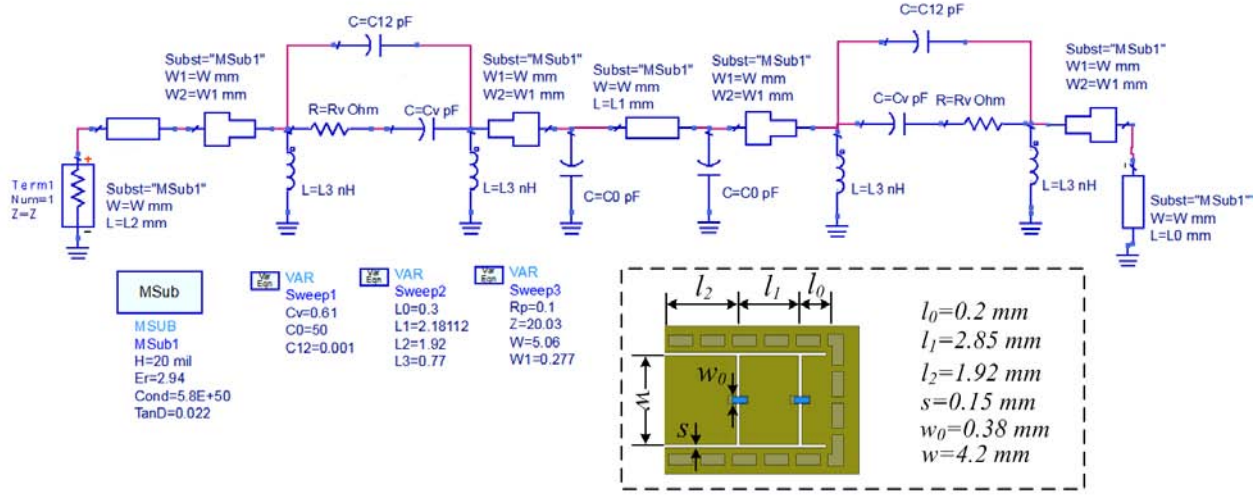 C=C12 pF
C=C12 pF
Subst="MSub1"
W1=W mm
W2=W1 mm
R=Rv Ohm
C=Cv pF
Subst="MSub1"
W1=W mm
W2=W1 mm
Subst="MSub1"
W=W mm
L=L1 mm
Subst="MSub1"
W1=W mm
W2=W1 mm
C=Cv pF
R=Rv Ohm
Subst="MSub1"
W1=W mm
W2=W1 mm
Term1
Num=1
Z=Z
+
-
Subst="MSub1"
W=W mm
L=L2 mm
L=L3 nH
L=L3 nH
C=C0 pF
C=C0 pF
L=L3 nH
L=L3 nH
Subst="MSub1"
W=W mm
L=L0 mm
MSub
MSUB
MSub1
H=20 mil
Er=2.94
Cond=5.8E+50
TanD=0.022
Var
Eqn
VAR
Sweep1
Cv=0.61
C0=50
C12=0.001
Var
Eqn
VAR
Sweep2
L0=0.3
L1=2.18112
L2=1.92
L3=0.77
Var
Eqn
VAR
Sweep3
Rp=0.1
Z=20.03
W=5.06
W1=0.277
l2
l1
l0
w0
w
s
l0=0.2 mm
l1=2.85 mm
l2=1.92 mm
s=0.15 mm
w0=0.38 mm
w=4.2 mm